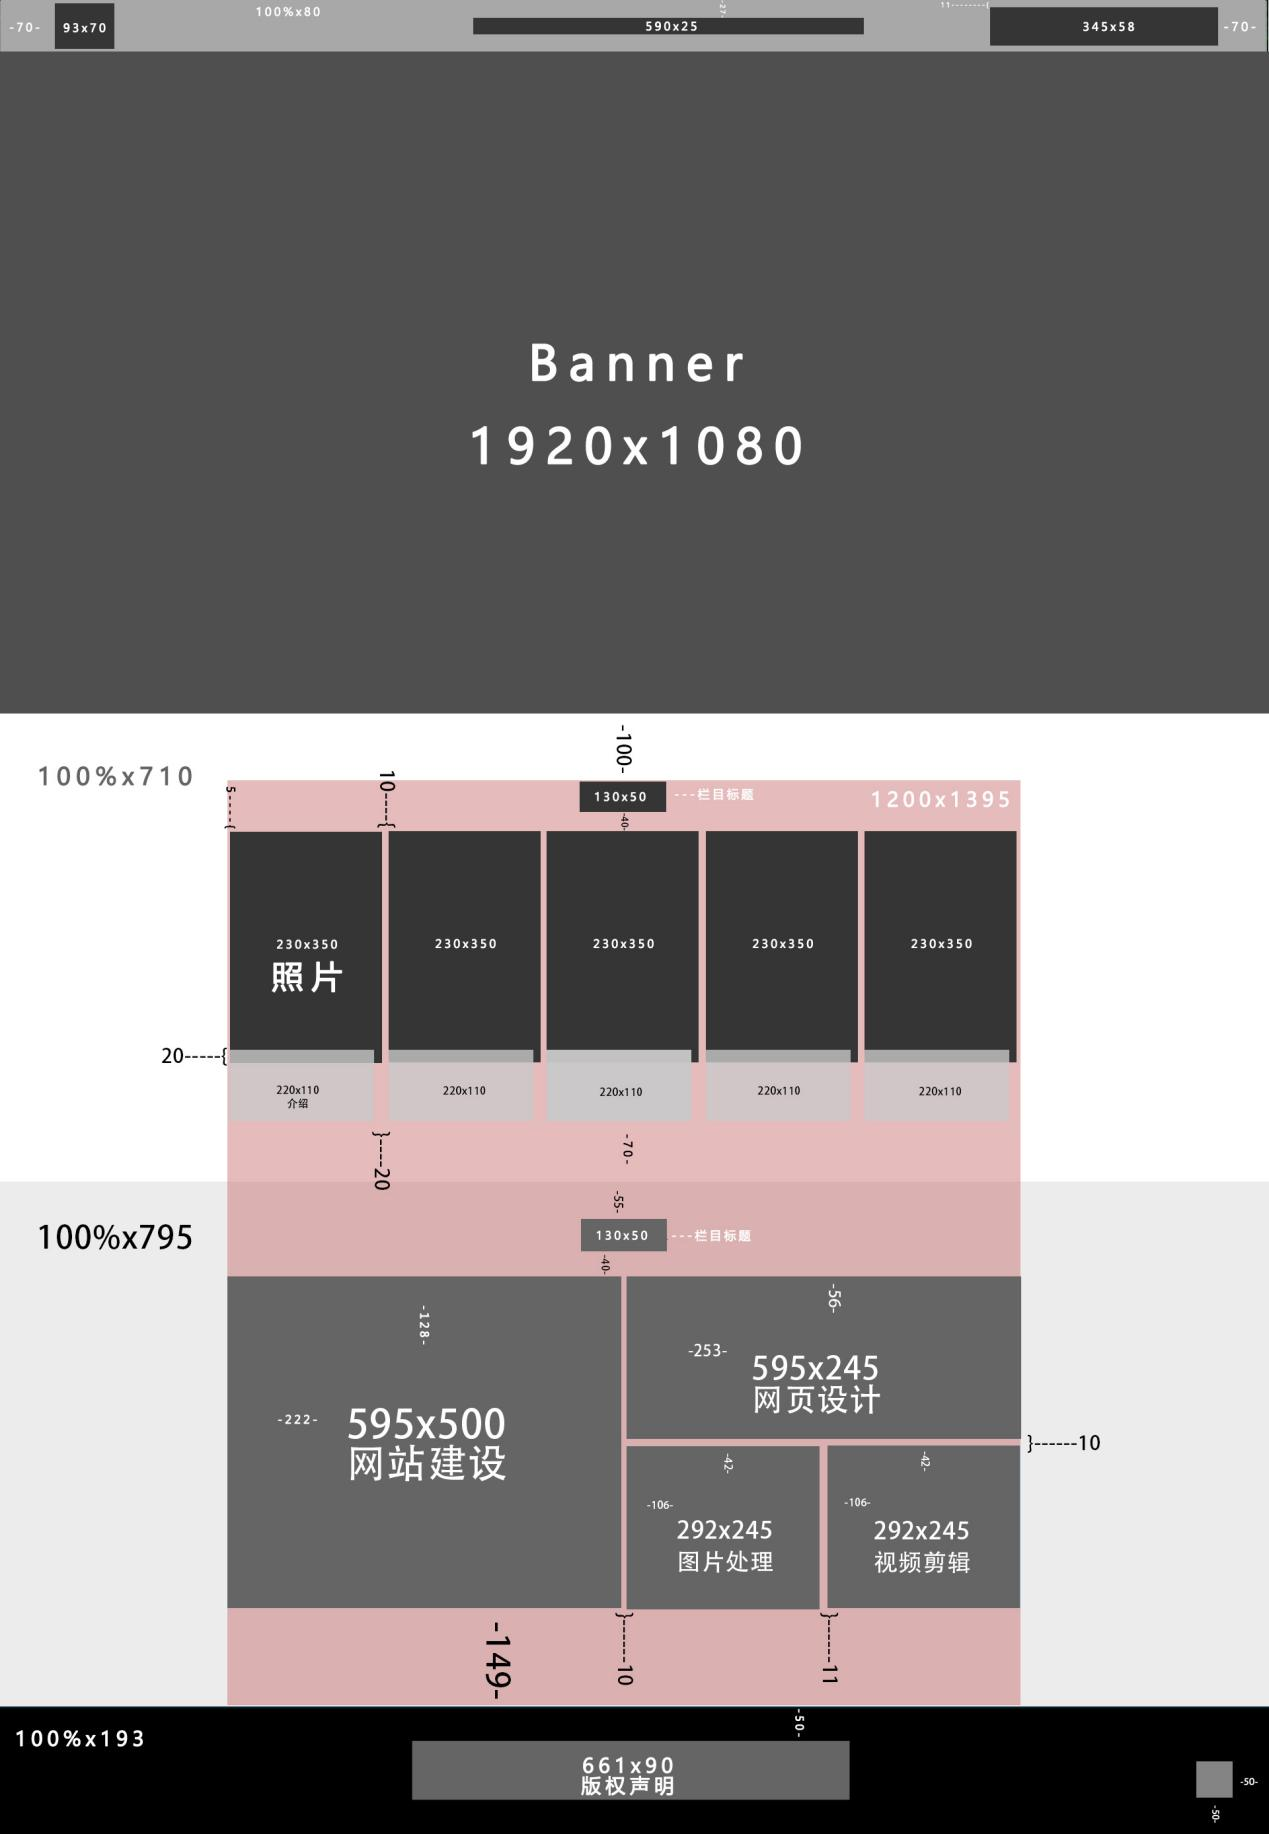 -70-
93x70
100%x80
-27-
590x25
11--------{
345x58
-70-
Banner
1920x1080
-100-
100%x710
5-----{
10-----{
130x50
---栏目标题
1200x1395
-40-
230x350
照片
230x350
230x350
230x350
230x350
20-----{
220x110
介绍
220x110
220x110
220x110
220x110
}-----20
-70-
-55-
100%x795
130x50
---栏目标题
-40-
-128-
-222-
595x500
网站建设
-56-
-253-
595x245
网页设计
}------10
-42-
-106-
292x245
图片处理
-42-
-106-
292x245
视频剪辑
-149-
}------10
}------11
100%x193
-50-
661x90
版权声明
-50-
-50-